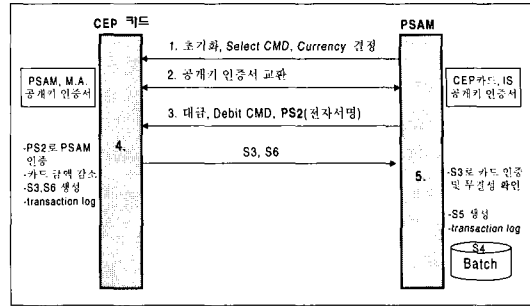 CEP 카드
PSAM
1. 초기화, Select CMD, Currency 결정
PSAM, M.A.
공개키 인증서
2. 공개키 인증서 교환
CEP카드, IS
공개키 인증서
3. 대금, Debit CMD, PS2(전자서명)
4.
-PS2로 PSAM
인증
-카드 금액 감소
-S3,S6 생성
-transaction log
S3, S6
5.
-S3로 카드 인증
및 무결성 확인
-S5 생성
-transaction log
S4
Batch